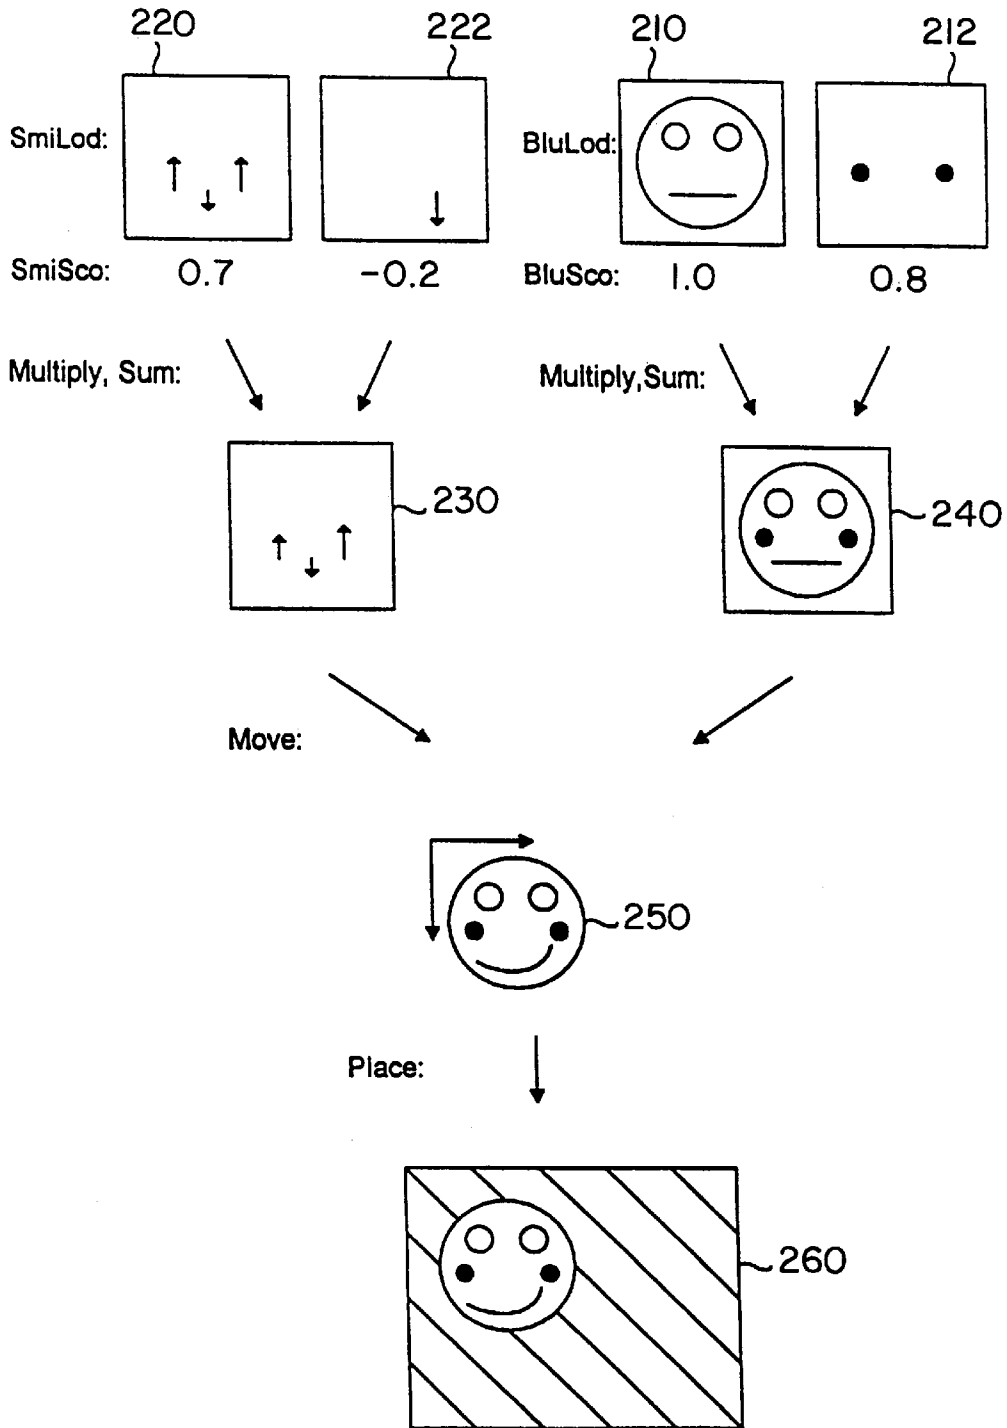 220 222 210 212
SmiLod: BluLod:
SmiSco: 0.7 -0.2 BluSco: 1.0 0.8
Multiply, Sum: Multiply,Sum:
230 240
Move:
250
Place:
260